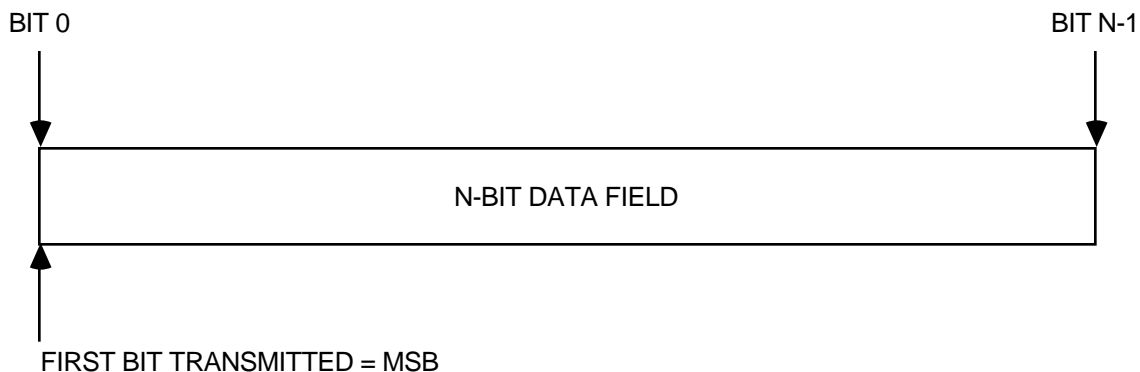 BIT 0
BIT N-1
N-BIT DATA FIELD
FIRST BIT TRANSMITTED = MSB